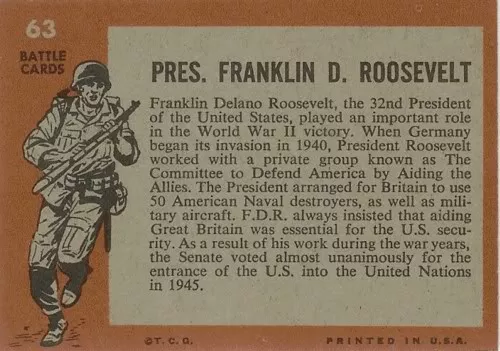 63
BATTLE
CARDS
PRES. FRANKLIN D. ROOSEVELT
Franklin Delano Roosevelt, the 32nd President
of the United States, played an important role
in the World War II victory. When Germany
began its invasion in 1940, President Roosevelt
worked with a private group known as The
Committee to Defend America by Aiding the
Allies. The President arranged for Britain to use
50 American Naval destroyers, as well as mili-
tary aircraft. F.D.R. always insisted that aiding
Great Britain was essential for the U.S. secu-
rity. As a result of his work during the war years,
the Senate voted almost unanimously for the
entrance of the U.S. into the United Nations
in 1945.
©T.C.G.
PRINTED IN U.S.A.